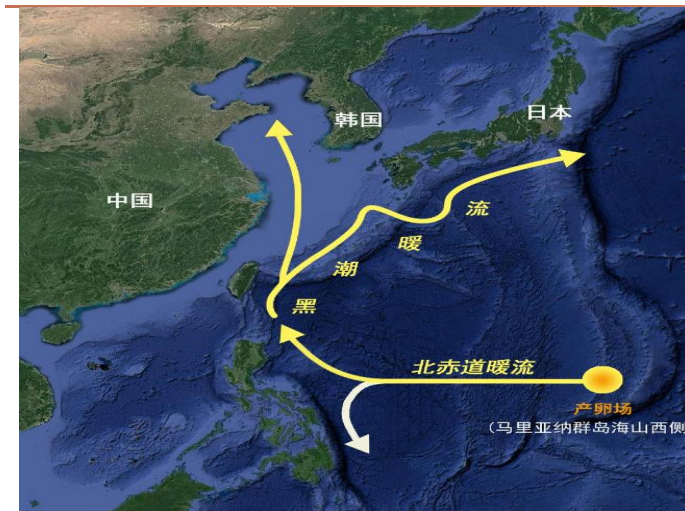 韩国
日本
中国
黑潮暖流
北赤道暖流
产卵场
(马里亚纳群岛海山西侧